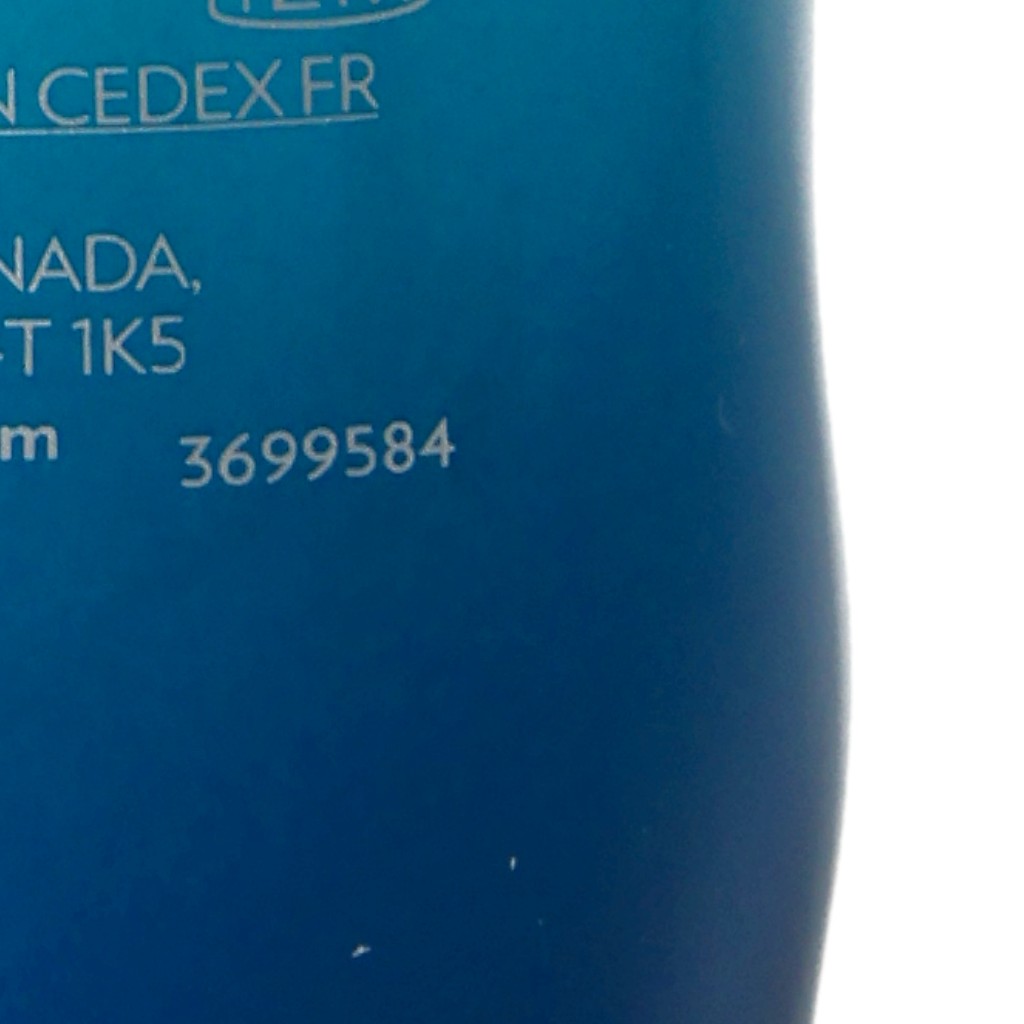 N CEDEX FR
NADA,
T 1K5
m 3699584